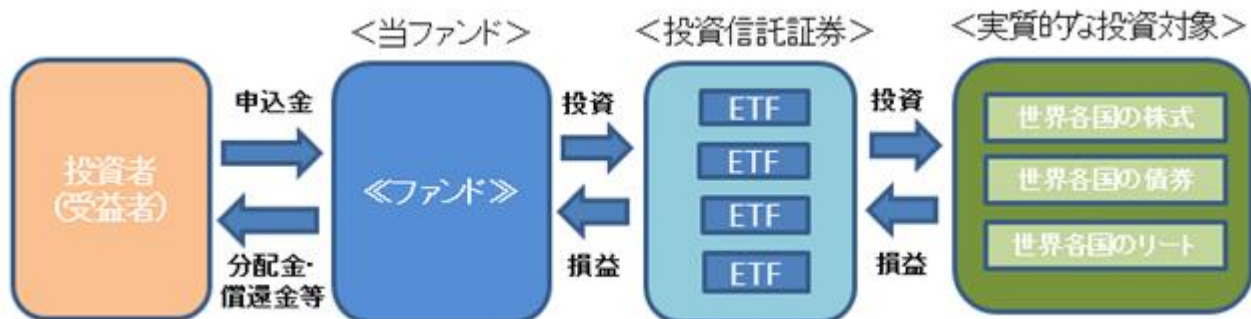 ＜当ファンド＞
＜投資信託証券＞
＜実質的な投資対象＞
投資者
(受益者)
申込金
分配金・
償還金等
≪ファンド≫
投資
損益
ETF
ETF
ETF
ETF
投資
損益
世界各国の株式
世界各国の債券
世界各国のリート